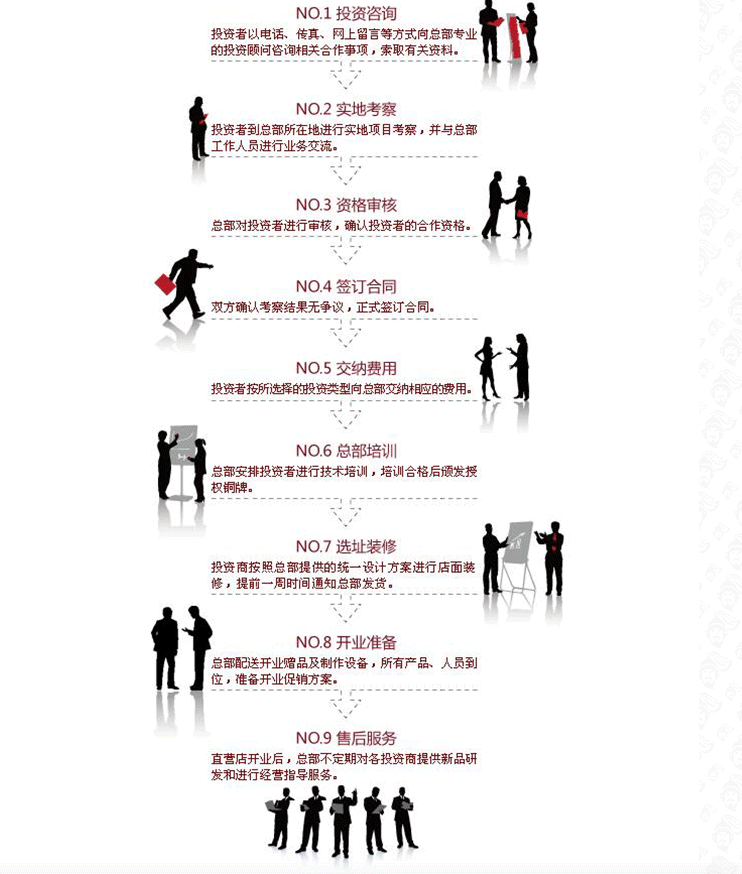 NO.1 投资咨询
投资者以电话、传真、网上留言等方式向总部专业
的投资顾问咨询相关合作事项，索取有关资料。
NO.2 实地考察
投资者到总部所在地进行实地项目考察，并与总部
工作人员进行业务交流。
NO.3 资格审核
总部对投资者进行审核，确认投资者的合作资格。
NO.4 签订合同
双方确认考察结果无争议，正式签订合同。
NO.5 交纳费用
投资者按所选择的投资类型向总部交纳相应的费用。
NO.6 总部培训
总部安排投资者进行技术培训，培训合格后颁发授
权铜牌。
NO.7 选址装修
投资商按照总部提供的统一设计方案进行店面装
修，提前一周时间通知总部发货。
NO.8 开业准备
总部配送开业赠品及制作设备，所有产品、人员到
位，准备开业促销方案。
NO.9 售后服务
直营店开业后，总部不定期对各投资商提供新品研
发和进行经营指导服务。